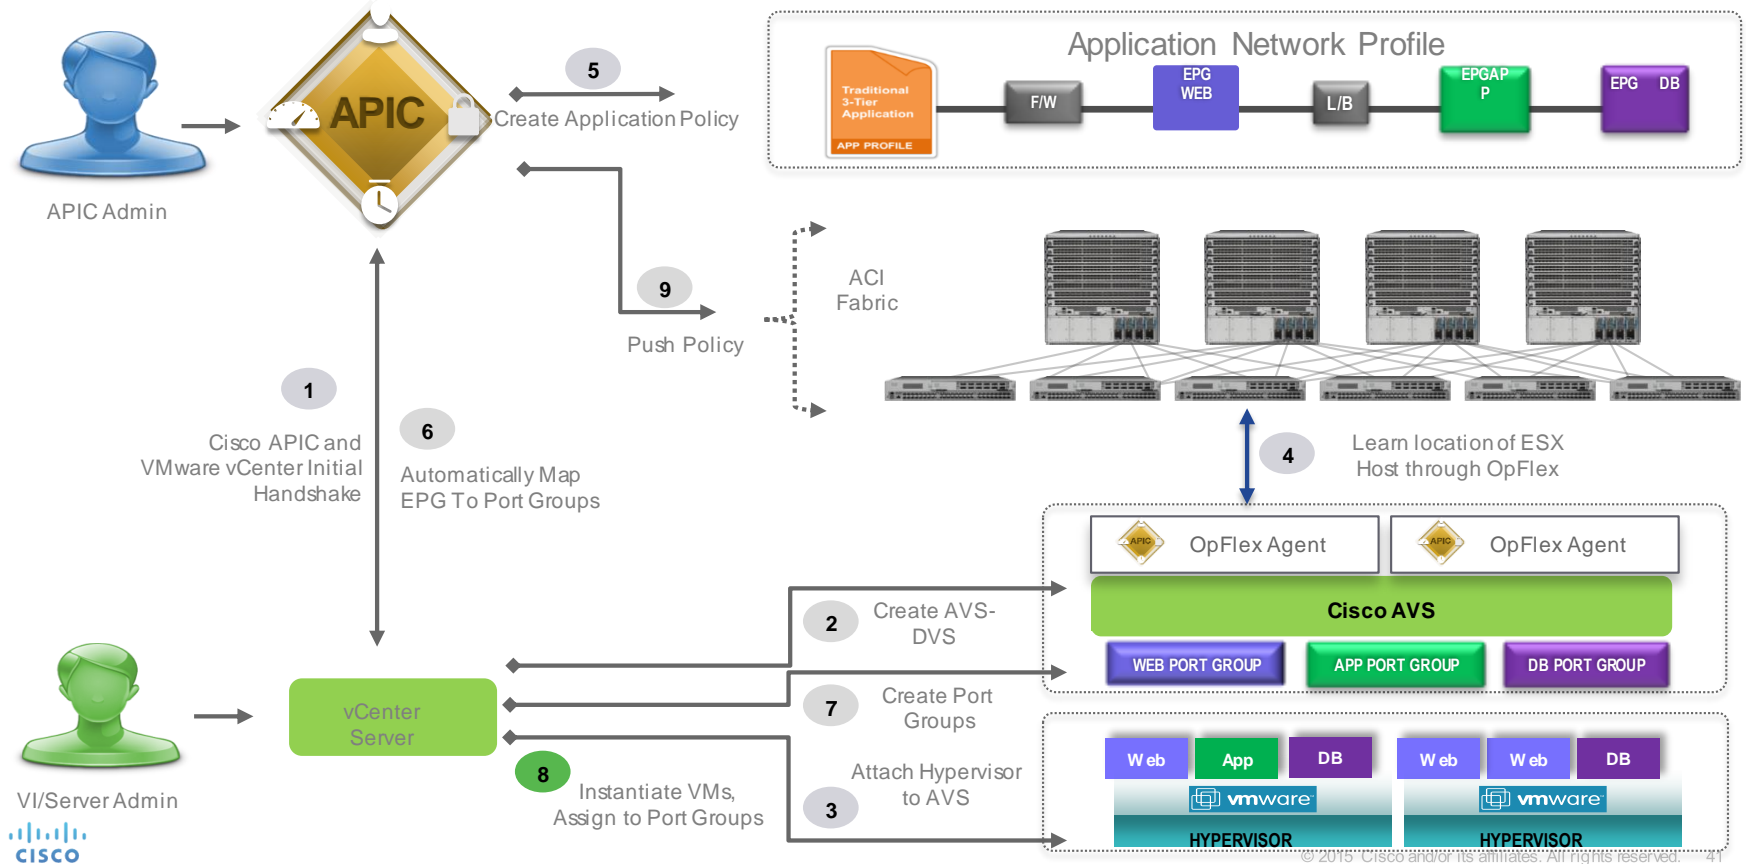 Application Network Profile
5
Create Application Policy
APIC
APIC Admin
Traditional
3-Tier
Application
APP PROFILE
F/W
EPG
WEB
L/B
EPGAP
P
EPG DB
9
Push Policy
ACI
Fabric
1
Cisco APIC and
VMware vCenter Initial
Handshake
6
Automatically Map
EPG To Port Groups
4
Learn location of ESX
Host through OpFlex
APIC
OpFlex Agent
APIC
OpFlex Agent
Cisco AVS
2
Create AVS-
DVS
WEB PORT GROUP
APP PORT GROUP
DB PORT GROUP
7
Create Port
Groups
vCenter
Server
VI/Server Admin
8
Instantiate VMs,
Assign to Port Groups
3
Attach Hypervisor
to AVS
Web
App
DB
Web
Web
DB
vmware
vmware
HYPERVISOR
HYPERVISOR
CISCO
© 2015 Cisco and/or its affiliates. All rights reserved. 41